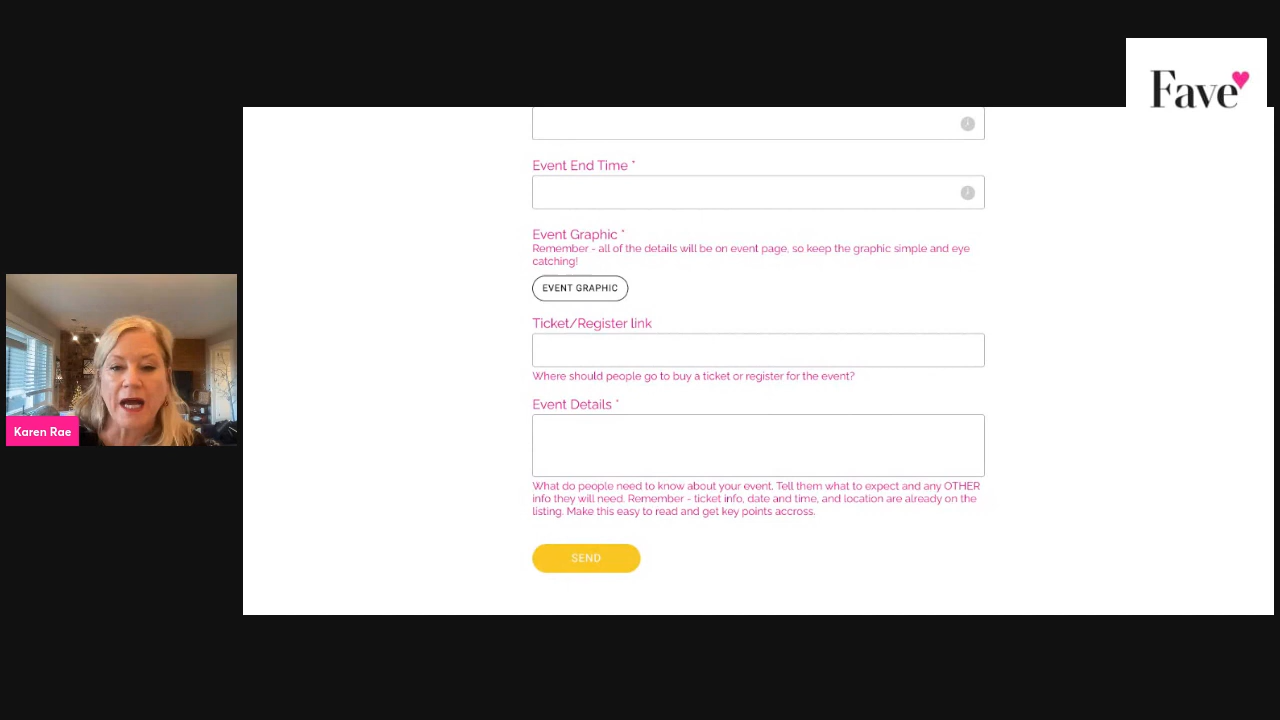 Fave
Event End Time *
Event Graphic *
Remember - all of the details will be on event page, so keep the graphic simple and eye
catching!
EVENT GRAPHIC
Ticket/Register link
Where should people go to buy a ticket or register for the event?
Event Details *
What do people need to know about your event. Tell them what to expect and any OTHER
info they will need. Remember - ticket info, date and time, and location are already on the
listing. Make this easy to read and get key points accross.
SEND
Karen Rae